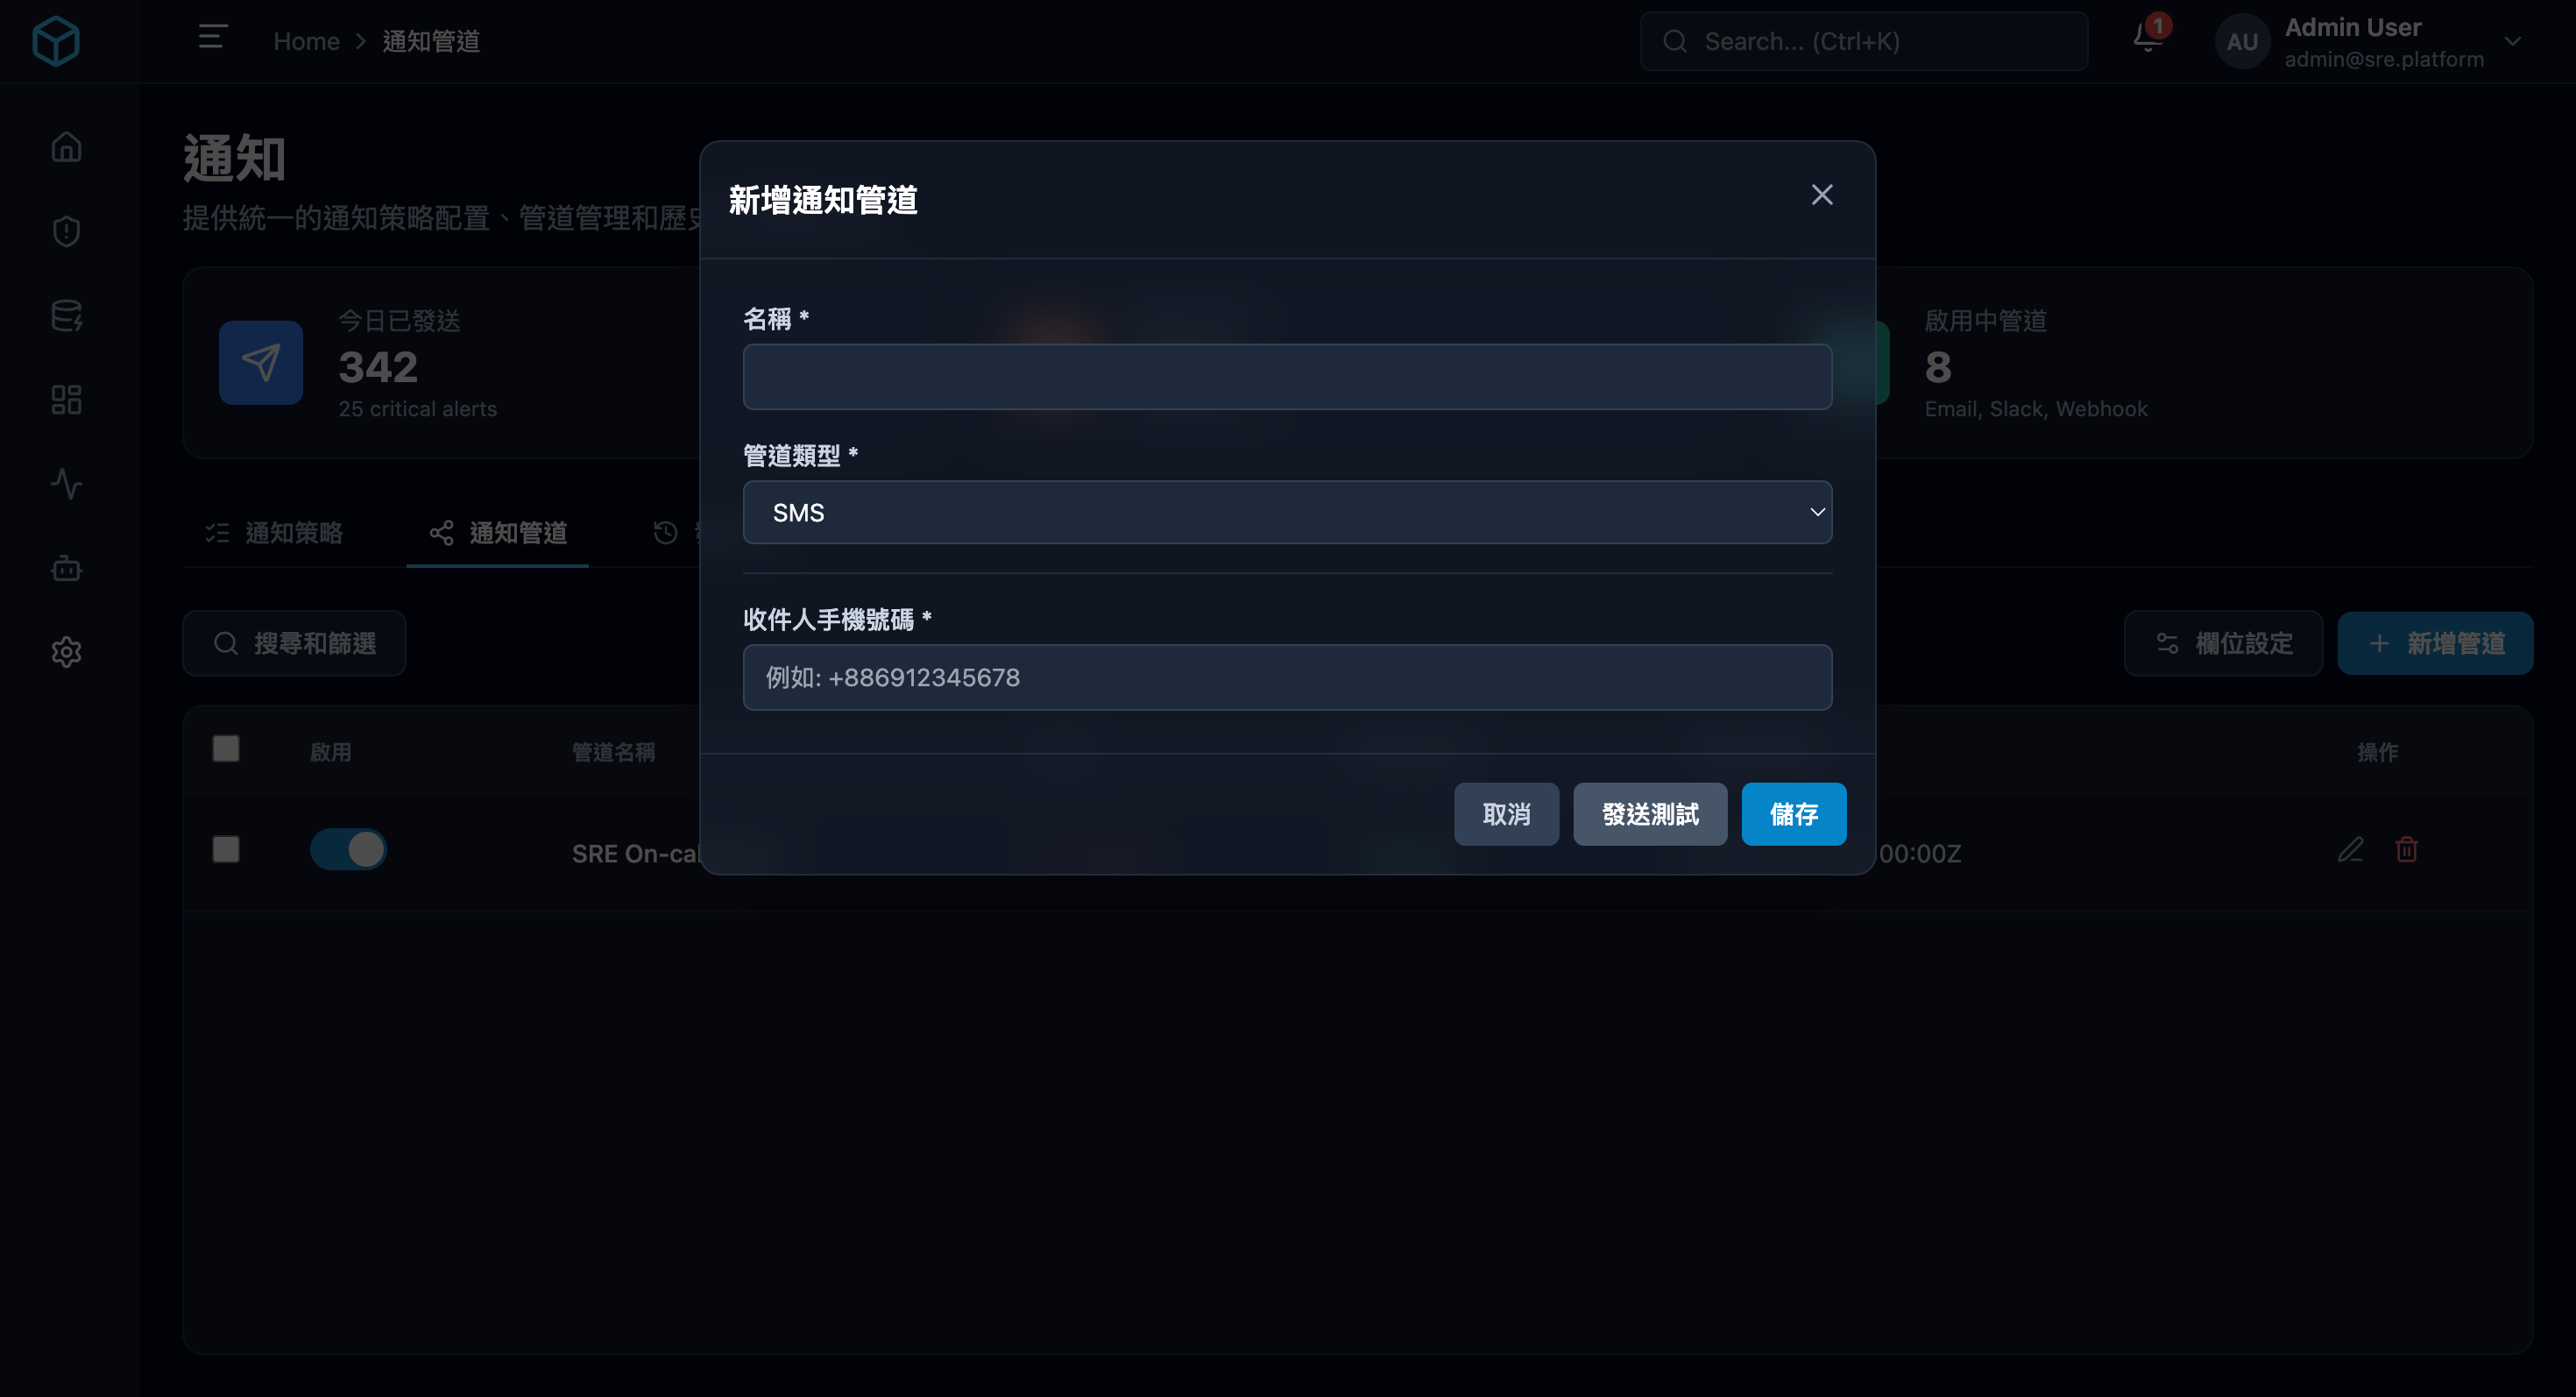 Home > 通知管道
Search... (Ctrl+K)
1
AU
Admin User
admin@sre.platform
通知
提供統一的通知策略配置、管道管理和歷史
今日已發送
342
25 critical alerts
啟用中管道
8
Email, Slack, Webhook
通知策略
通知管道
搜尋和篩選
欄位設定
新增管道
啟用
管道名稱
操作
SRE On-cal
00:00Z
新增通知管道
名稱 *
管道類型 *
SMS
收件人手機號碼 *
例如: +886912345678
取消
發送測試
儲存